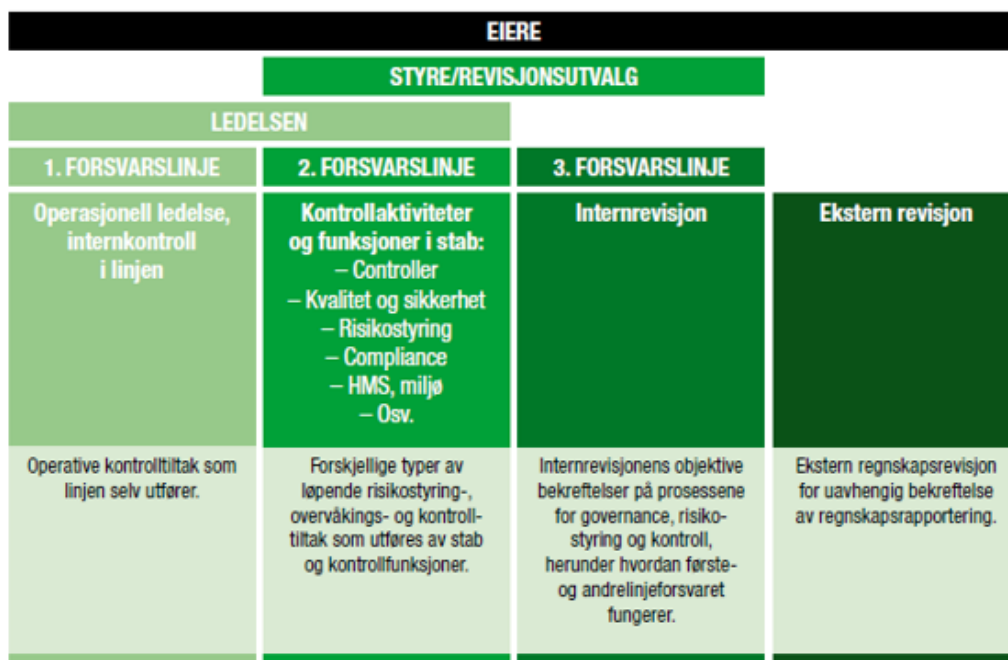 EIERE
STYRE/REVISJONSUTVALG
LEDELSEN
1. FORSVARSLINJE
2. FORSVARSLINJE
3. FORSVARSLINJE
Operasjonell ledelse,
internkontroll
i linjen
Kontrollaktiviteter
og funksjoner i stab:
– Controller
– Kvalitet og sikkerhet
– Risikostyring
– Compliance
– HMS, miljø
– Osv.
Internrevisjon
Ekstern revisjon
Operative kontrolltiltak som
linjen selv utfører.
Forskjellige typer av
løpende risikostyring-,
overvåkings- og kontroll-
tiltak som utføres av stab
og kontrollfunksjoner.
Internrevisjonens objektive
bekreftelser på prosessene
for governance, risiko-
styring og kontroll,
herunder hvordan første-
og andrelinjeforsvaret
fungerer.
Ekstern regnskapsrevisjon
for uavhengig bekreftelse
av regnskapsrapportering.